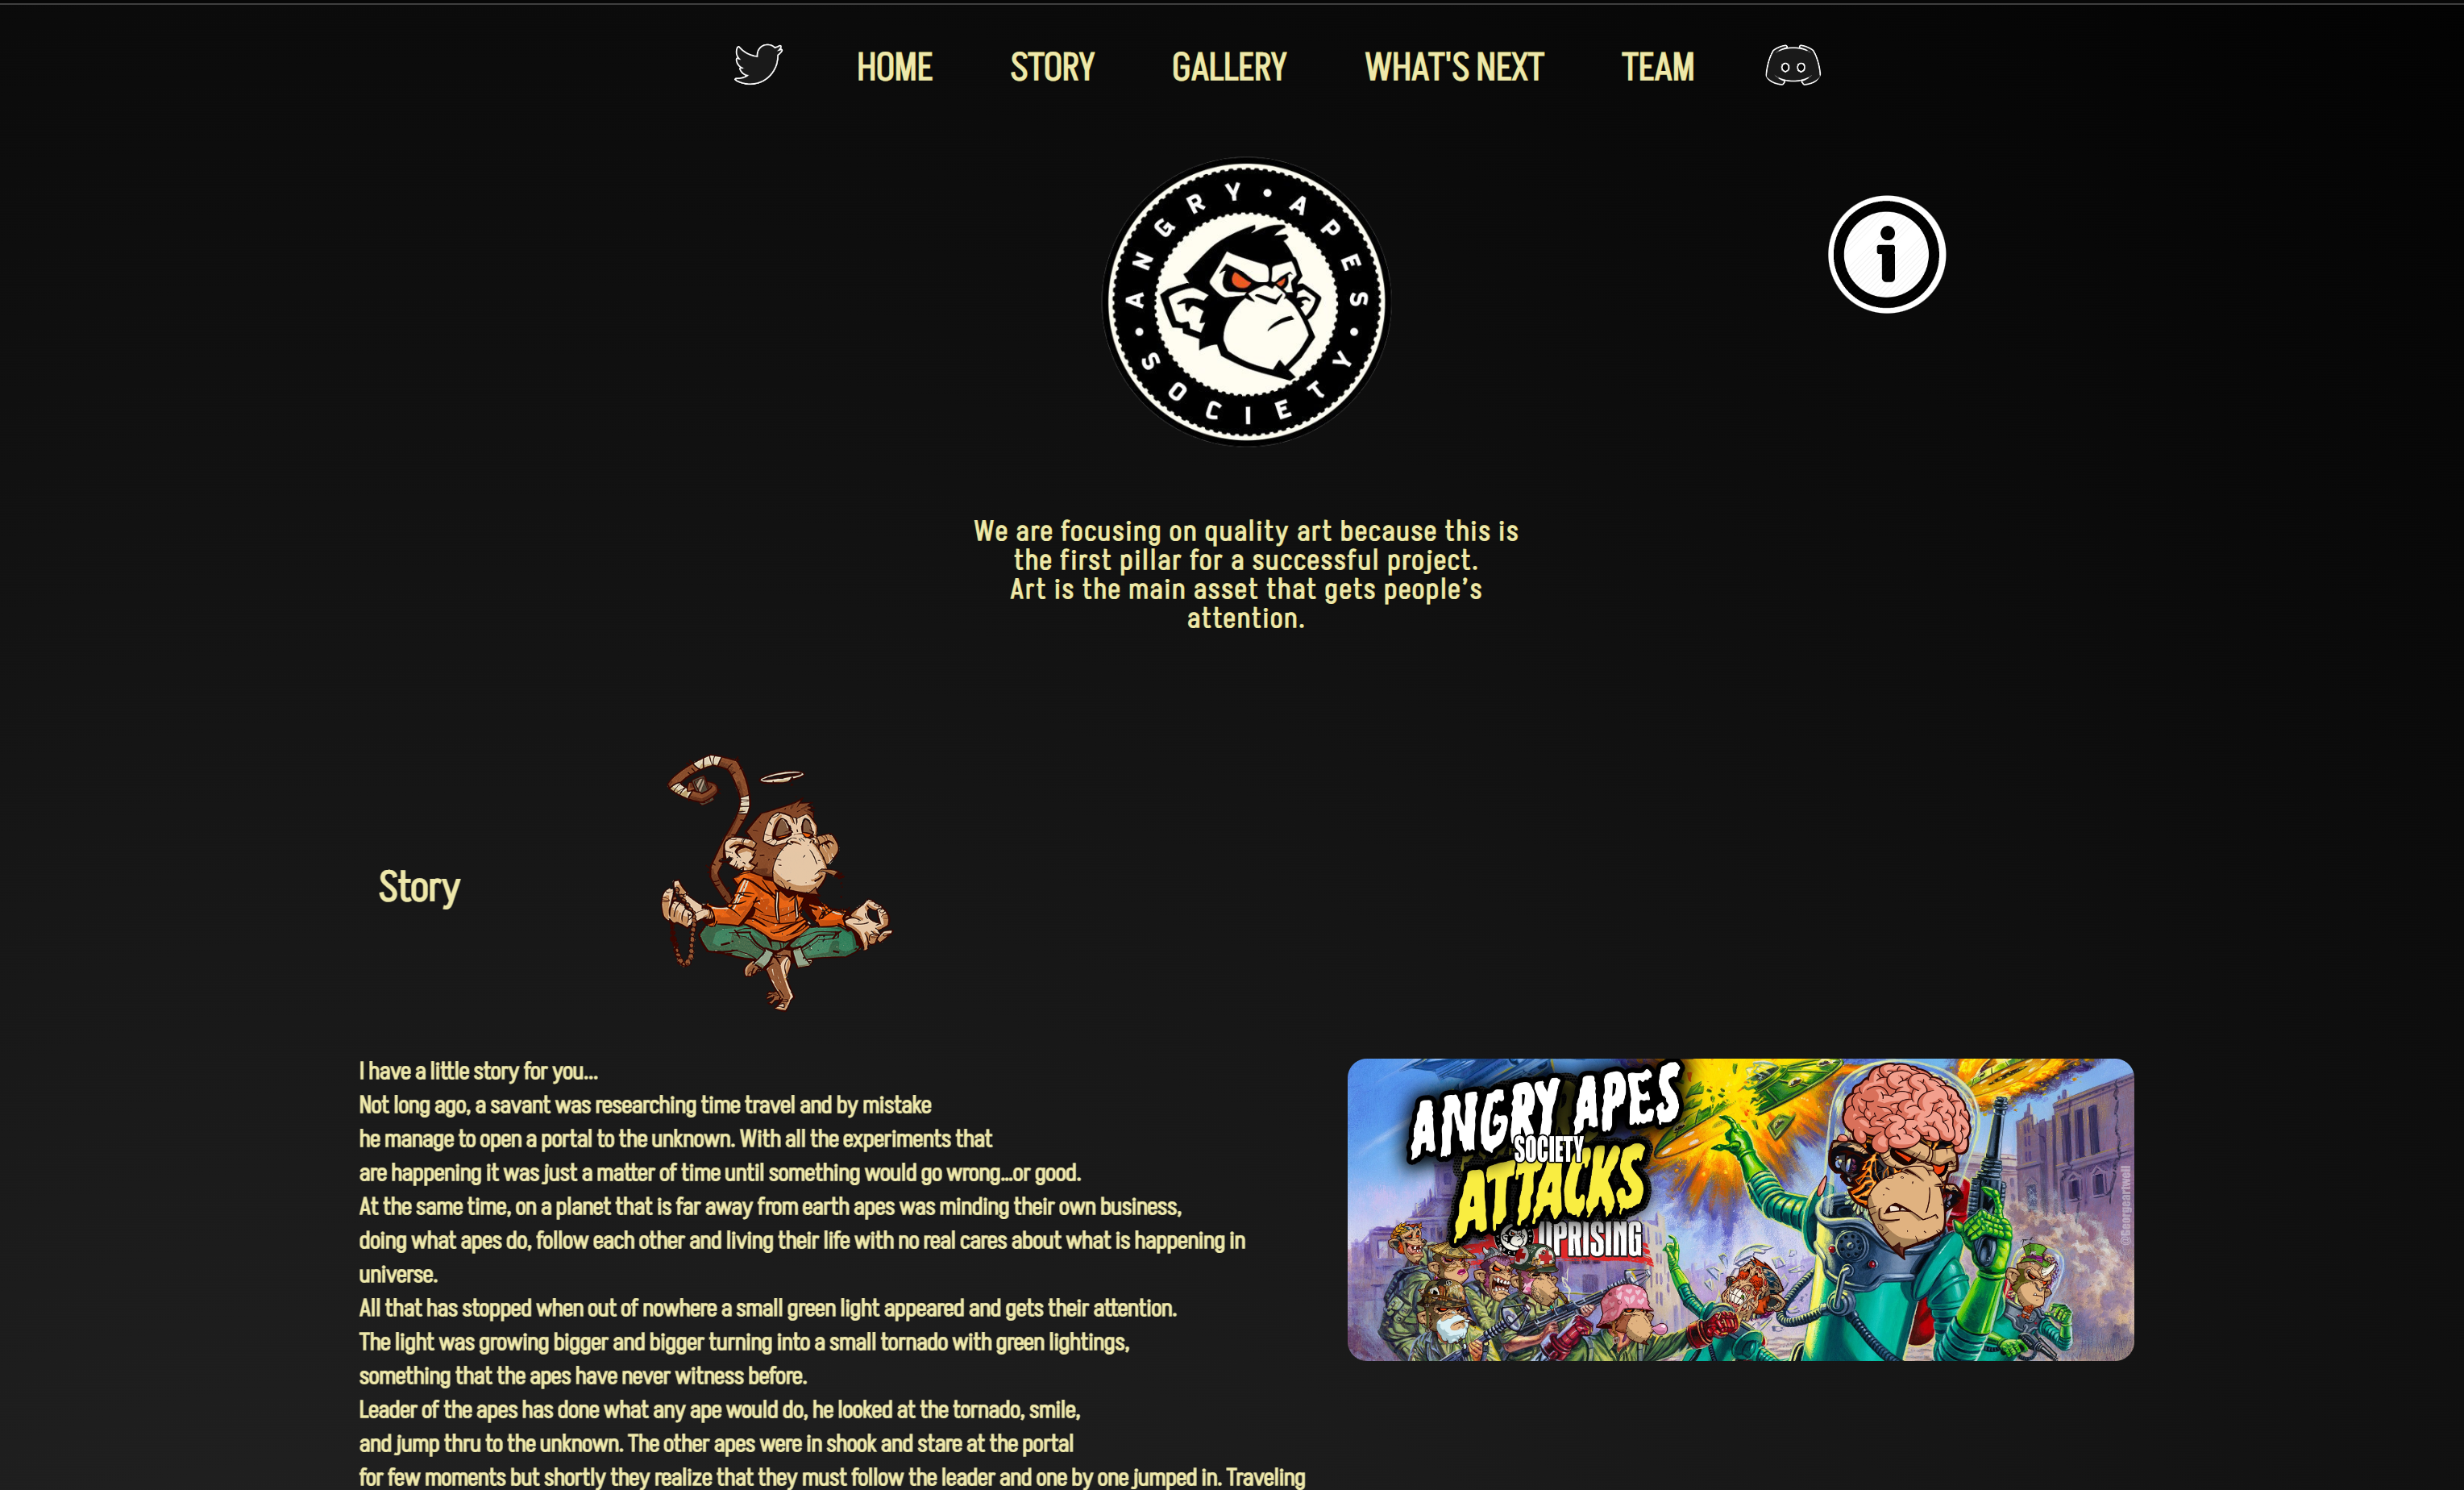 HOME STORY GALLERY WHAT'S NEXT TEAM
ANGRY • APES • SOCIETY •
i
We are focusing on quality art because this is
the first pillar for a successful project.
Art is the main asset that gets people’s
attention.
Story
I have a little story for you...
Not long ago, a savant was researching time travel and by mistake
he manage to open a portal to the unknown. With all the experiments that
are happening it was just a matter of time until something would go wrong...or good.
At the same time, on a planet that is far away from earth apes was minding their own business,
doing what apes do, follow each other and living their life with no real cares about what is happening in
universe.
All that has stopped when out of nowhere a small green light appeared and gets their attention.
The light was growing bigger and bigger turning into a small tornado with green lightings,
something that the apes have never witness before.
Leader of the apes has done what any ape would do, he looked at the tornado, smile,
and jump thru to the unknown. The other apes were in shook and stare at the portal
for few moments but shortly they realize that they must follow the leader and one by one jumped in. Traveling
ANGRY APES
SOCIETY
ATTACKS
UPRISING